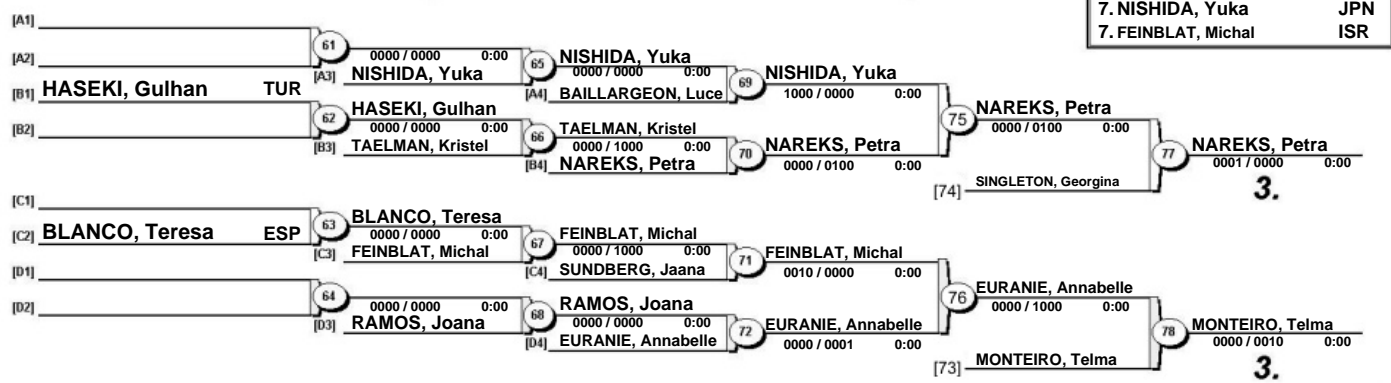 7. NISHIDA, Yuka JPN
7. FEINBLAT, Michal ISR
[A1]
61
0000 / 0000 0:00
[A2]
[A3] NISHIDA, Yuka
65
NISHIDA, Yuka
0000 / 0000 0:00
[A4] BAILLARGEON, Luce
69
NISHIDA, Yuka
1000 / 0000 0:00
[B1] HASEKI, Gulhan TUR
62
HASEKI, Gulhan
0000 / 0000 0:00
[B2]
[B3] TAELMAN, Kristel
66
TAELMAN, Kristel
0000 / 1000 0:00
[B4] NAREKS, Petra
70
NAREKS, Petra
0000 / 0100 0:00
75
NAREKS, Petra
0000 / 0100 0:00
[74] SINGLETON, Georgina
77
NAREKS, Petra
0001 / 0000 0:00
3.
[C1]
63
BLANCO, Teresa
0000 / 0000 0:00
[C2] BLANCO, Teresa ESP
[C3] FEINBLAT, Michal
67
FEINBLAT, Michal
0000 / 1000 0:00
[C4] SUNDBERG, Jaana
71
FEINBLAT, Michal
0010 / 0000 0:00
[D1]
64
0000 / 0000 0:00
[D2]
[D3] RAMOS, Joana
68
RAMOS, Joana
0000 / 0000 0:00
[D4] EURANIE, Annabelle
72
EURANIE, Annabelle
0000 / 0001 0:00
76
EURANIE, Annabelle
0000 / 1000 0:00
[73] MONTEIRO, Telma
78
MONTEIRO, Telma
0000 / 0010 0:00
3.